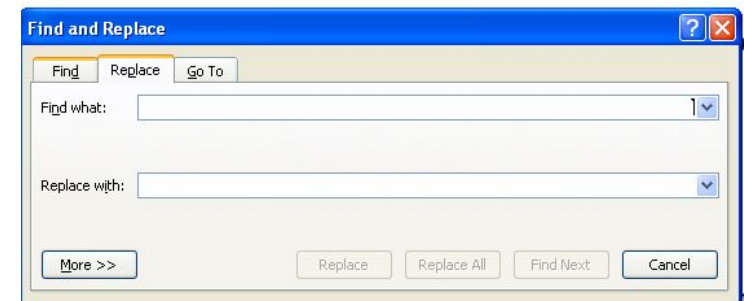 Find and Replace
Find Replace Go To
Find what:
Replace with:
More >> Replace Replace All Find Next Cancel